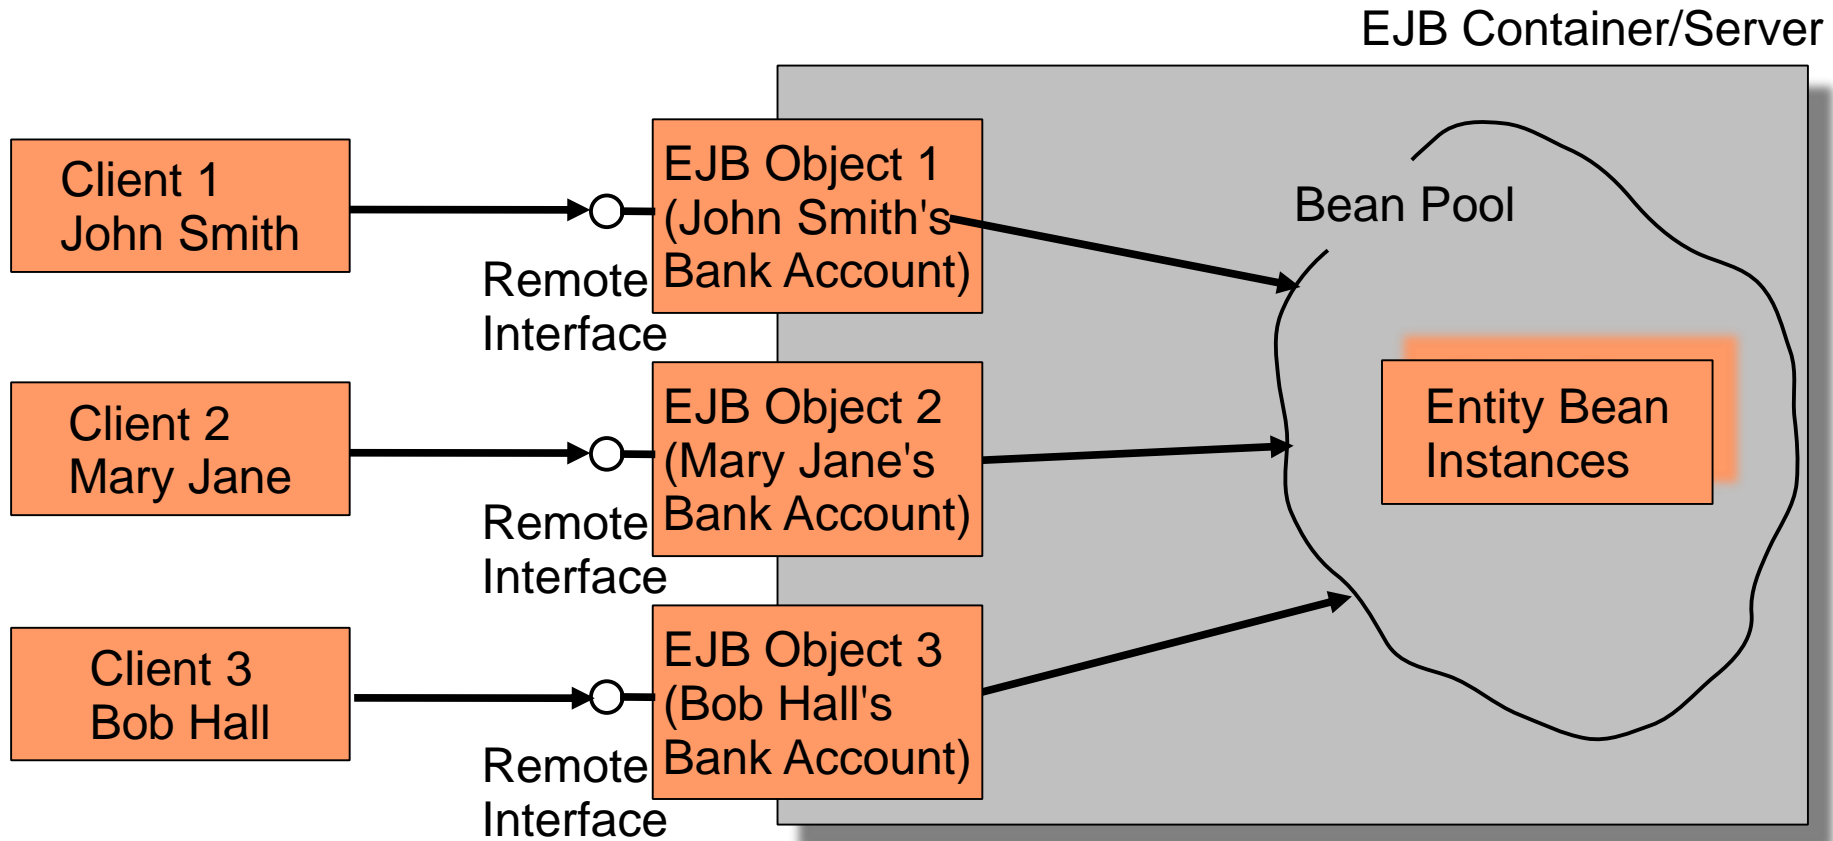 EJB Container/Server
Client 1
John Smith
Remote
Interface
EJB Object 1
(John Smith's
Bank Account)
Bean Pool
Client 2
Mary Jane
Remote
Interface
EJB Object 2
(Mary Jane's
Bank Account)
Entity Bean
Instances
Client 3
Bob Hall
Remote
Interface
EJB Object 3
(Bob Hall's
Bank Account)